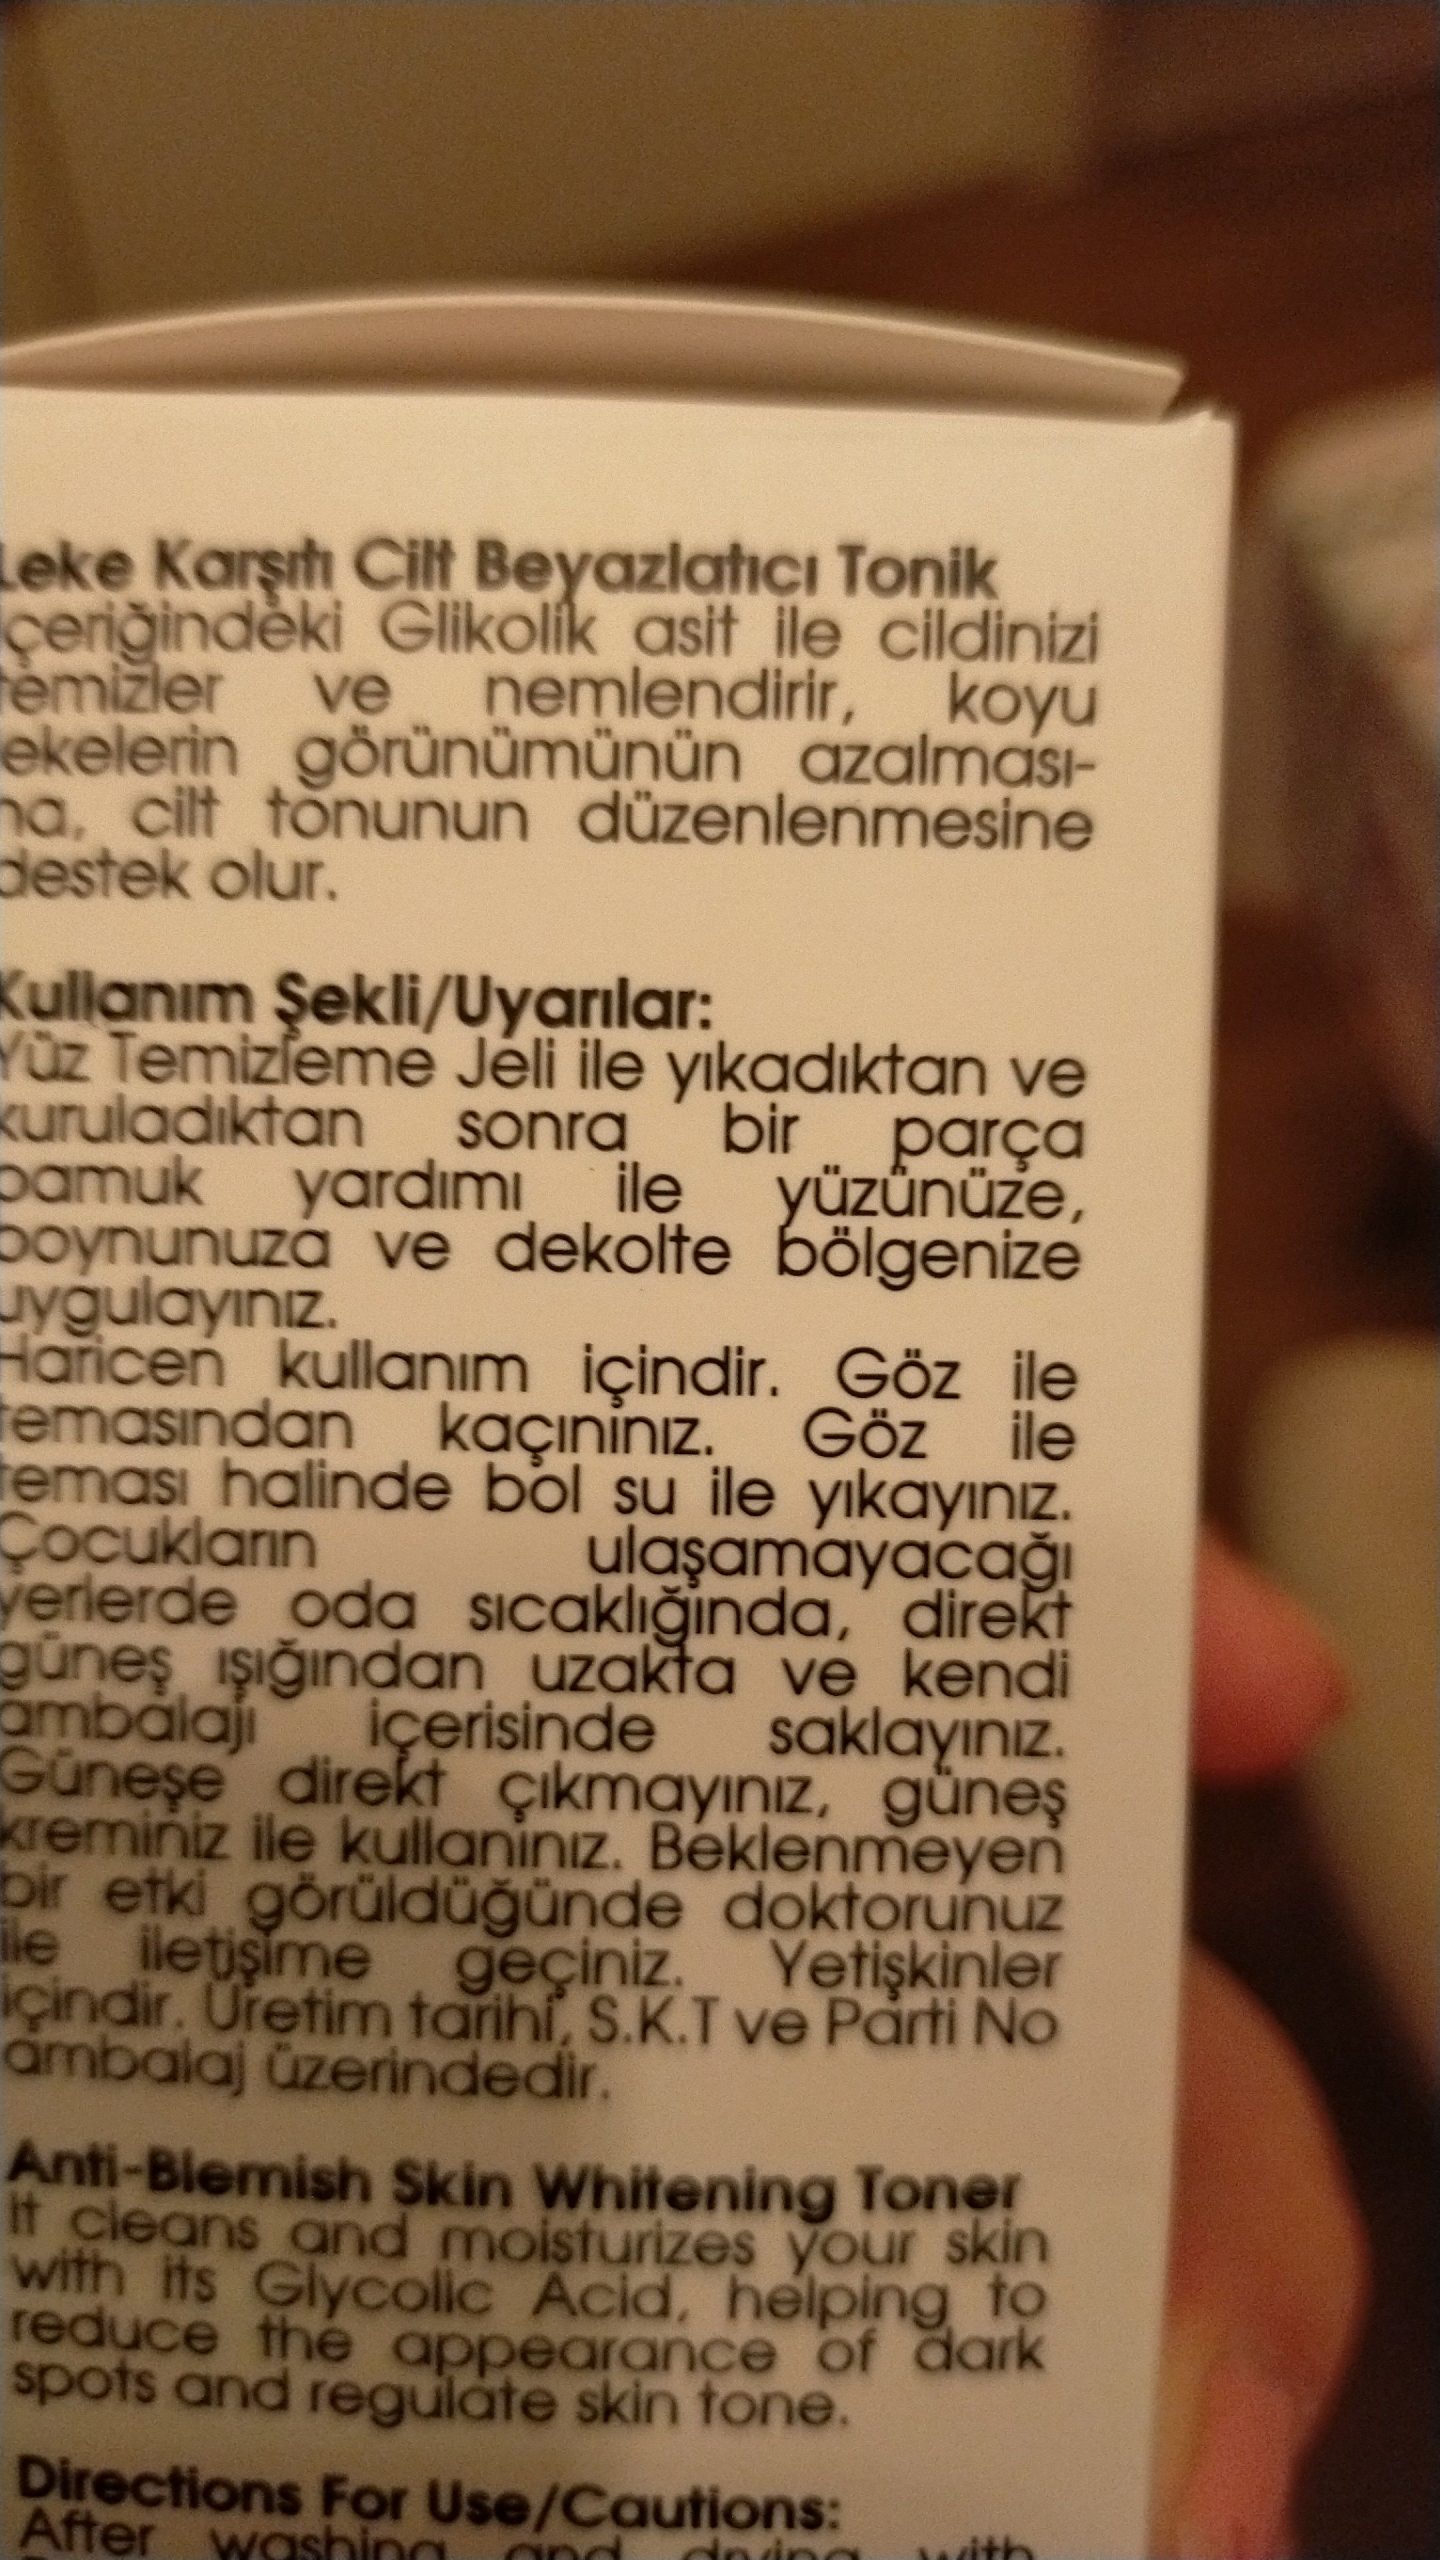 Leke Karşıtı Cilt Beyazlatıcı Tonik
İçeriğindeki Glikolik asit ile cildinizi
temizler ve nemlendirir, koyu
lekelerin görünümünün azalması-
na, cilt tonunun düzenlenmesine
destek olur.
Kullanım Şekli/Uyarılar:
Yüz Temizleme Jeli ile yıkadıktan ve
kuruladıktan sonra bir parça
pamuk yardımı ile yüzünüze,
boynunuza ve dekolte bölgenize
uygulayınız.
Haricen kullanım içindir. Göz ile
temasından kaçınınız. Göz ile
teması halinde bol su ile yıkayınız.
Çocukların ulaşamayacağı
yerlerde oda sıcaklığında, direkt
güneş ışığından uzakta ve kendi
ambalajı içerisinde saklayınız.
Güneşe direkt çıkmayınız, güneş
kreminiz ile kullanınız. Beklenmeyen
bir etki görüldüğünde doktorunuz
ile iletişime geçiniz. Yetişkinler
içindir. Üretim tarihi, S.K.T ve Parti No
ambalaj üzerindedir.
Anti-Blemish Skin Whitening Toner
It cleans and moisturizes your skin
with its Glycolic Acid, helping to
reduce the appearance of dark
spots and regulate skin tone.
Directions For Use/Cautions:
After washing and drying with